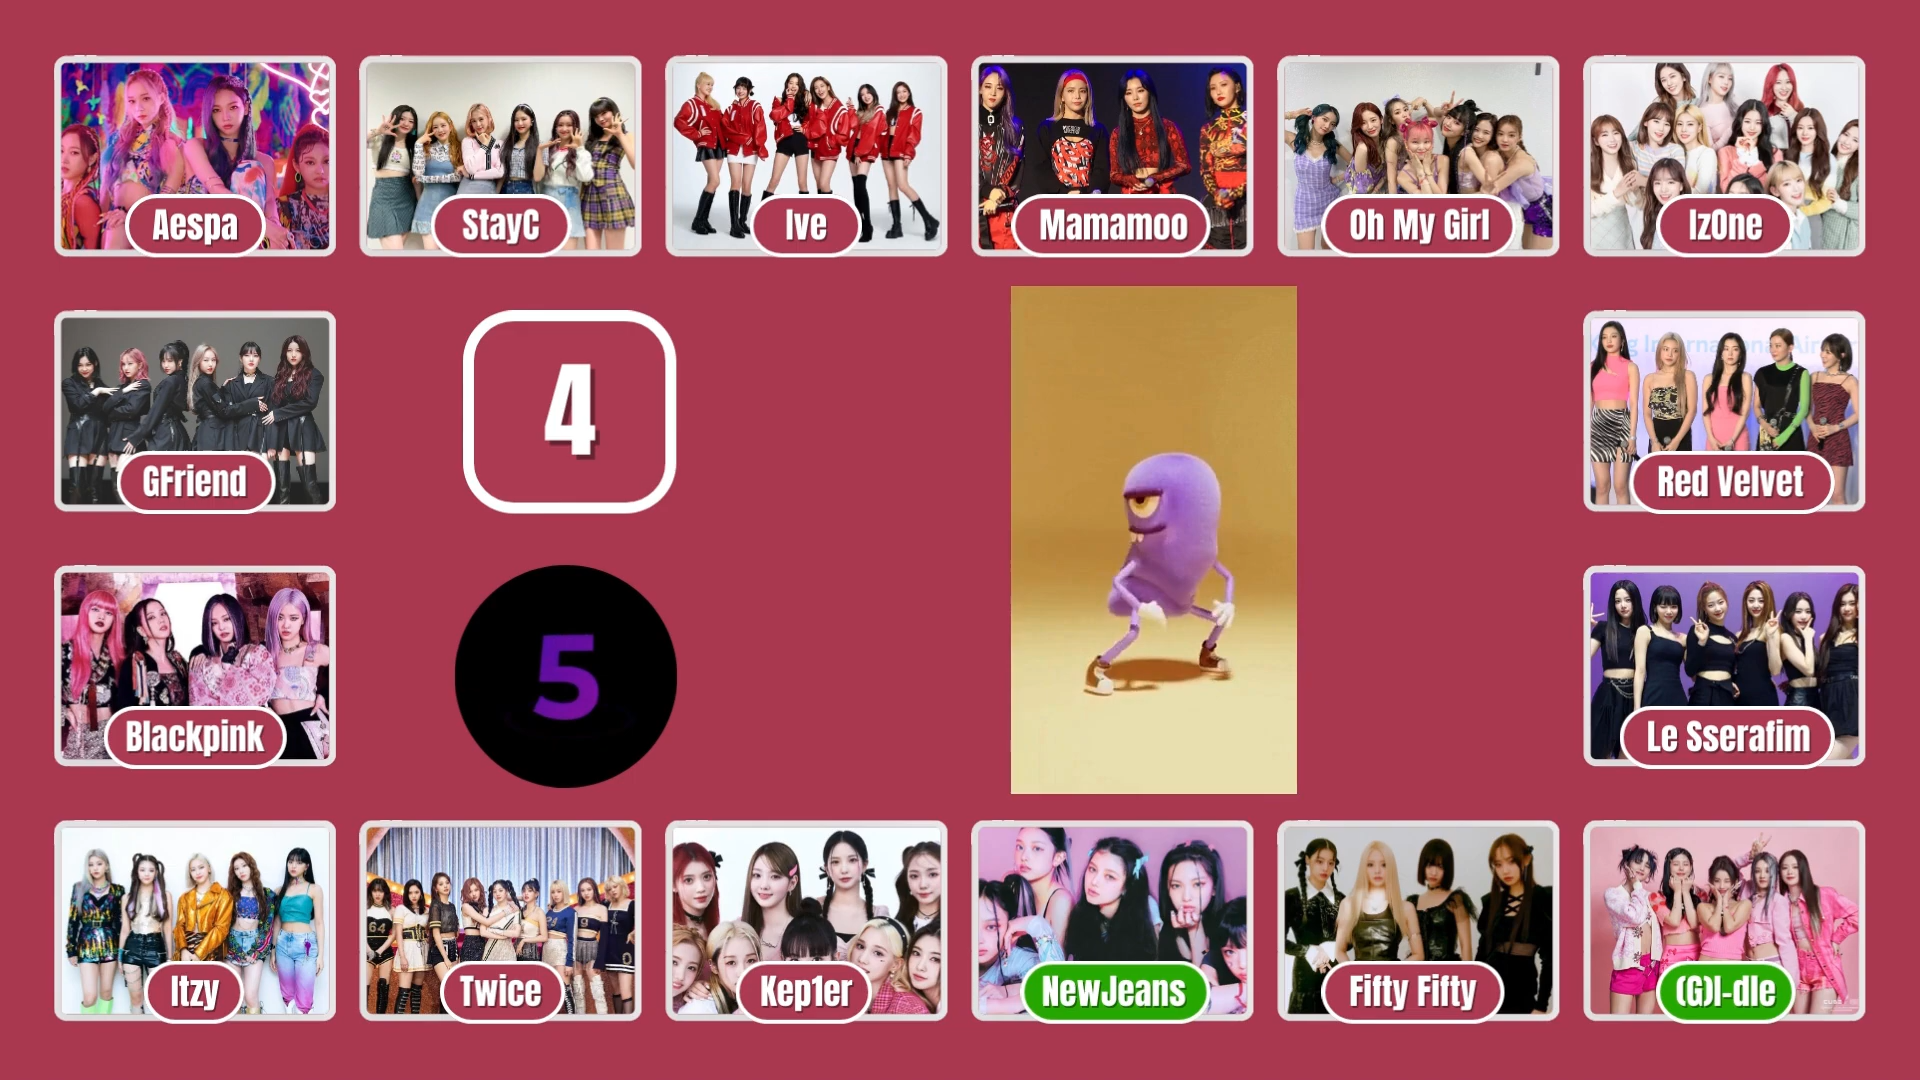 Aespa
StayC
Ive
Mamamoo
Oh My Girl
IzOne
GFriend
4
Red Velvet
Blackpink
5
Le Sserafim
Itzy
Twice
Kep1er
NewJeans
Fifty Fifty
(G)I-dle